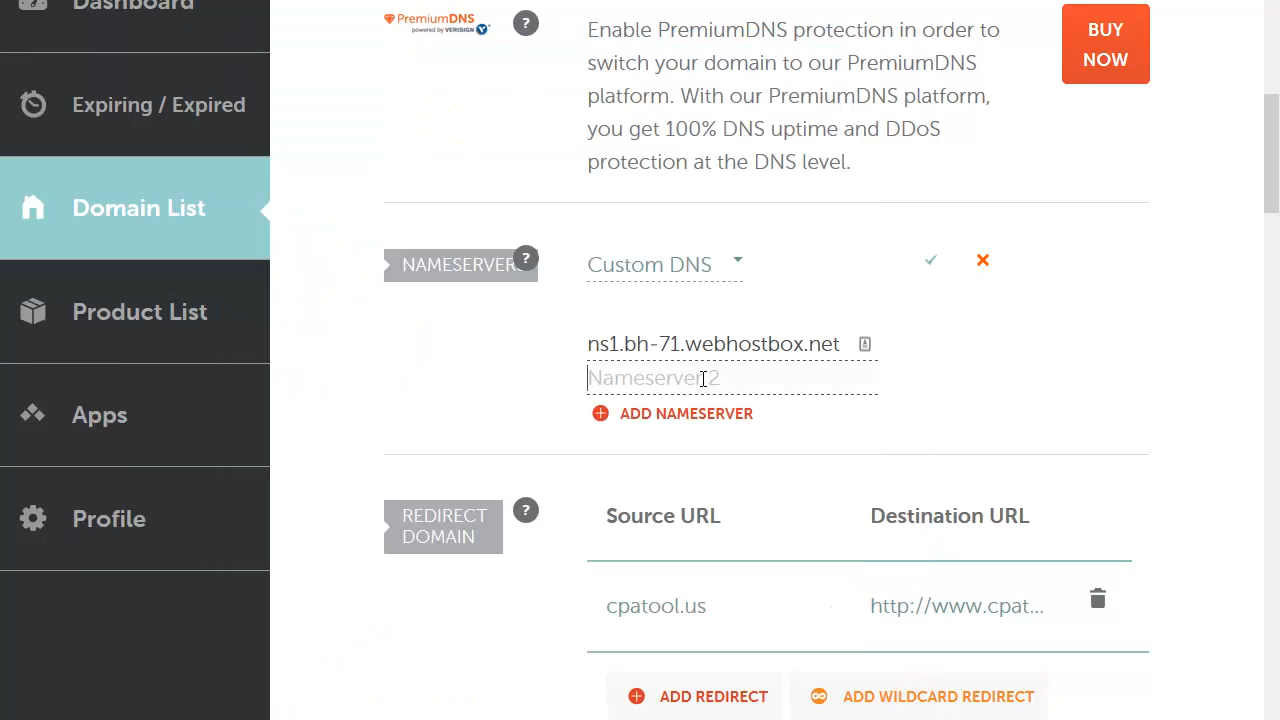 Dashboard
PremiumDNS
powered by VERISIGN
?
Enable PremiumDNS protection in order to
switch your domain to our PremiumDNS
platform. With our PremiumDNS platform,
you get 100% DNS uptime and DDoS
protection at the DNS level.
BUY
NOW
Expiring / Expired
Domain List
Product List
Apps
Profile
NAMESERVERS
?
Custom DNS
ns1.bh-71.webhostbox.net
Nameserver 2
ADD NAMESERVER
REDIRECT
DOMAIN
?
Source URL
Destination URL
cpatool.us
http://www.cpat...
ADD REDIRECT
ADD WILDCARD REDIRECT